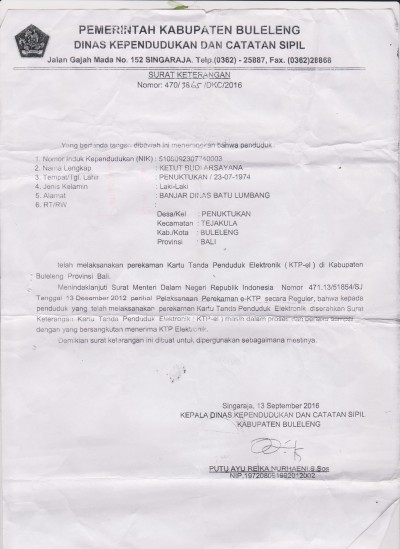 PEMERINTAH KABUPATEN BULELENG
DINAS KEPENDUDUKAN DAN CATATAN SIPIL
Jalan Gajah Mada No. 152 SINGARAJA. Telp.(0362) - 25887, Fax. (0362)28868
SURAT KETERANGAN
Nomor: 470/ /DKC/2016
Yang bertanda tangan dibawah ini menerangkan bahwa penduduk
1. Nomor Induk Kependudukan (NIK) :
2. Nama Lengkap : KETUT BUDI ARSAYANA
3. Tempat/Tgl. Lahir : PENUKTUKAN / 23-07-1974
4. Jenis Kelamin : Laki-Laki
5. Alamat : BANJAR DINAS BATU LUMBANG
6. RT/RW :
Desa/Kel : PENUKTUKAN
Kecamatan : TEJAKULA
Kab./Kota : BULELENG
Provinsi : BALI
telah melaksanakan perekaman Kartu Tanda Penduduk Elektronik ( KTP-el ) di Kabupaten
Buleleng Provinsi Bali.
Menindaklanjuti Surat Menteri Dalam Negeri Republik Indonesia Nomor 471.13/51854/SJ
Tanggal 13 Desember 2012 perihal Pelaksanaan Perekaman e-KTP secara Reguler, bahwa kepada
penduduk yang telah melaksanakan perekaman Kartu Tanda Penduduk Elektronik diserahkan Surat
Keterangan Kartu Tanda Penduduk Elektronik ( KTP-el ) masih dalam proses dan berlaku sampai
dengan yang bersangkutan menerima KTP Elektronik.
Demikian surat keterangan ini dibuat untuk dipergunakan sebagaimana mestinya.
Singaraja, 13 September 2016
KEPALA DINAS KEPENDUDUKAN DAN CATATAN SIPIL
KABUPATEN BULELENG
PUTU AYU REIKA NURHAENI,S.Sos